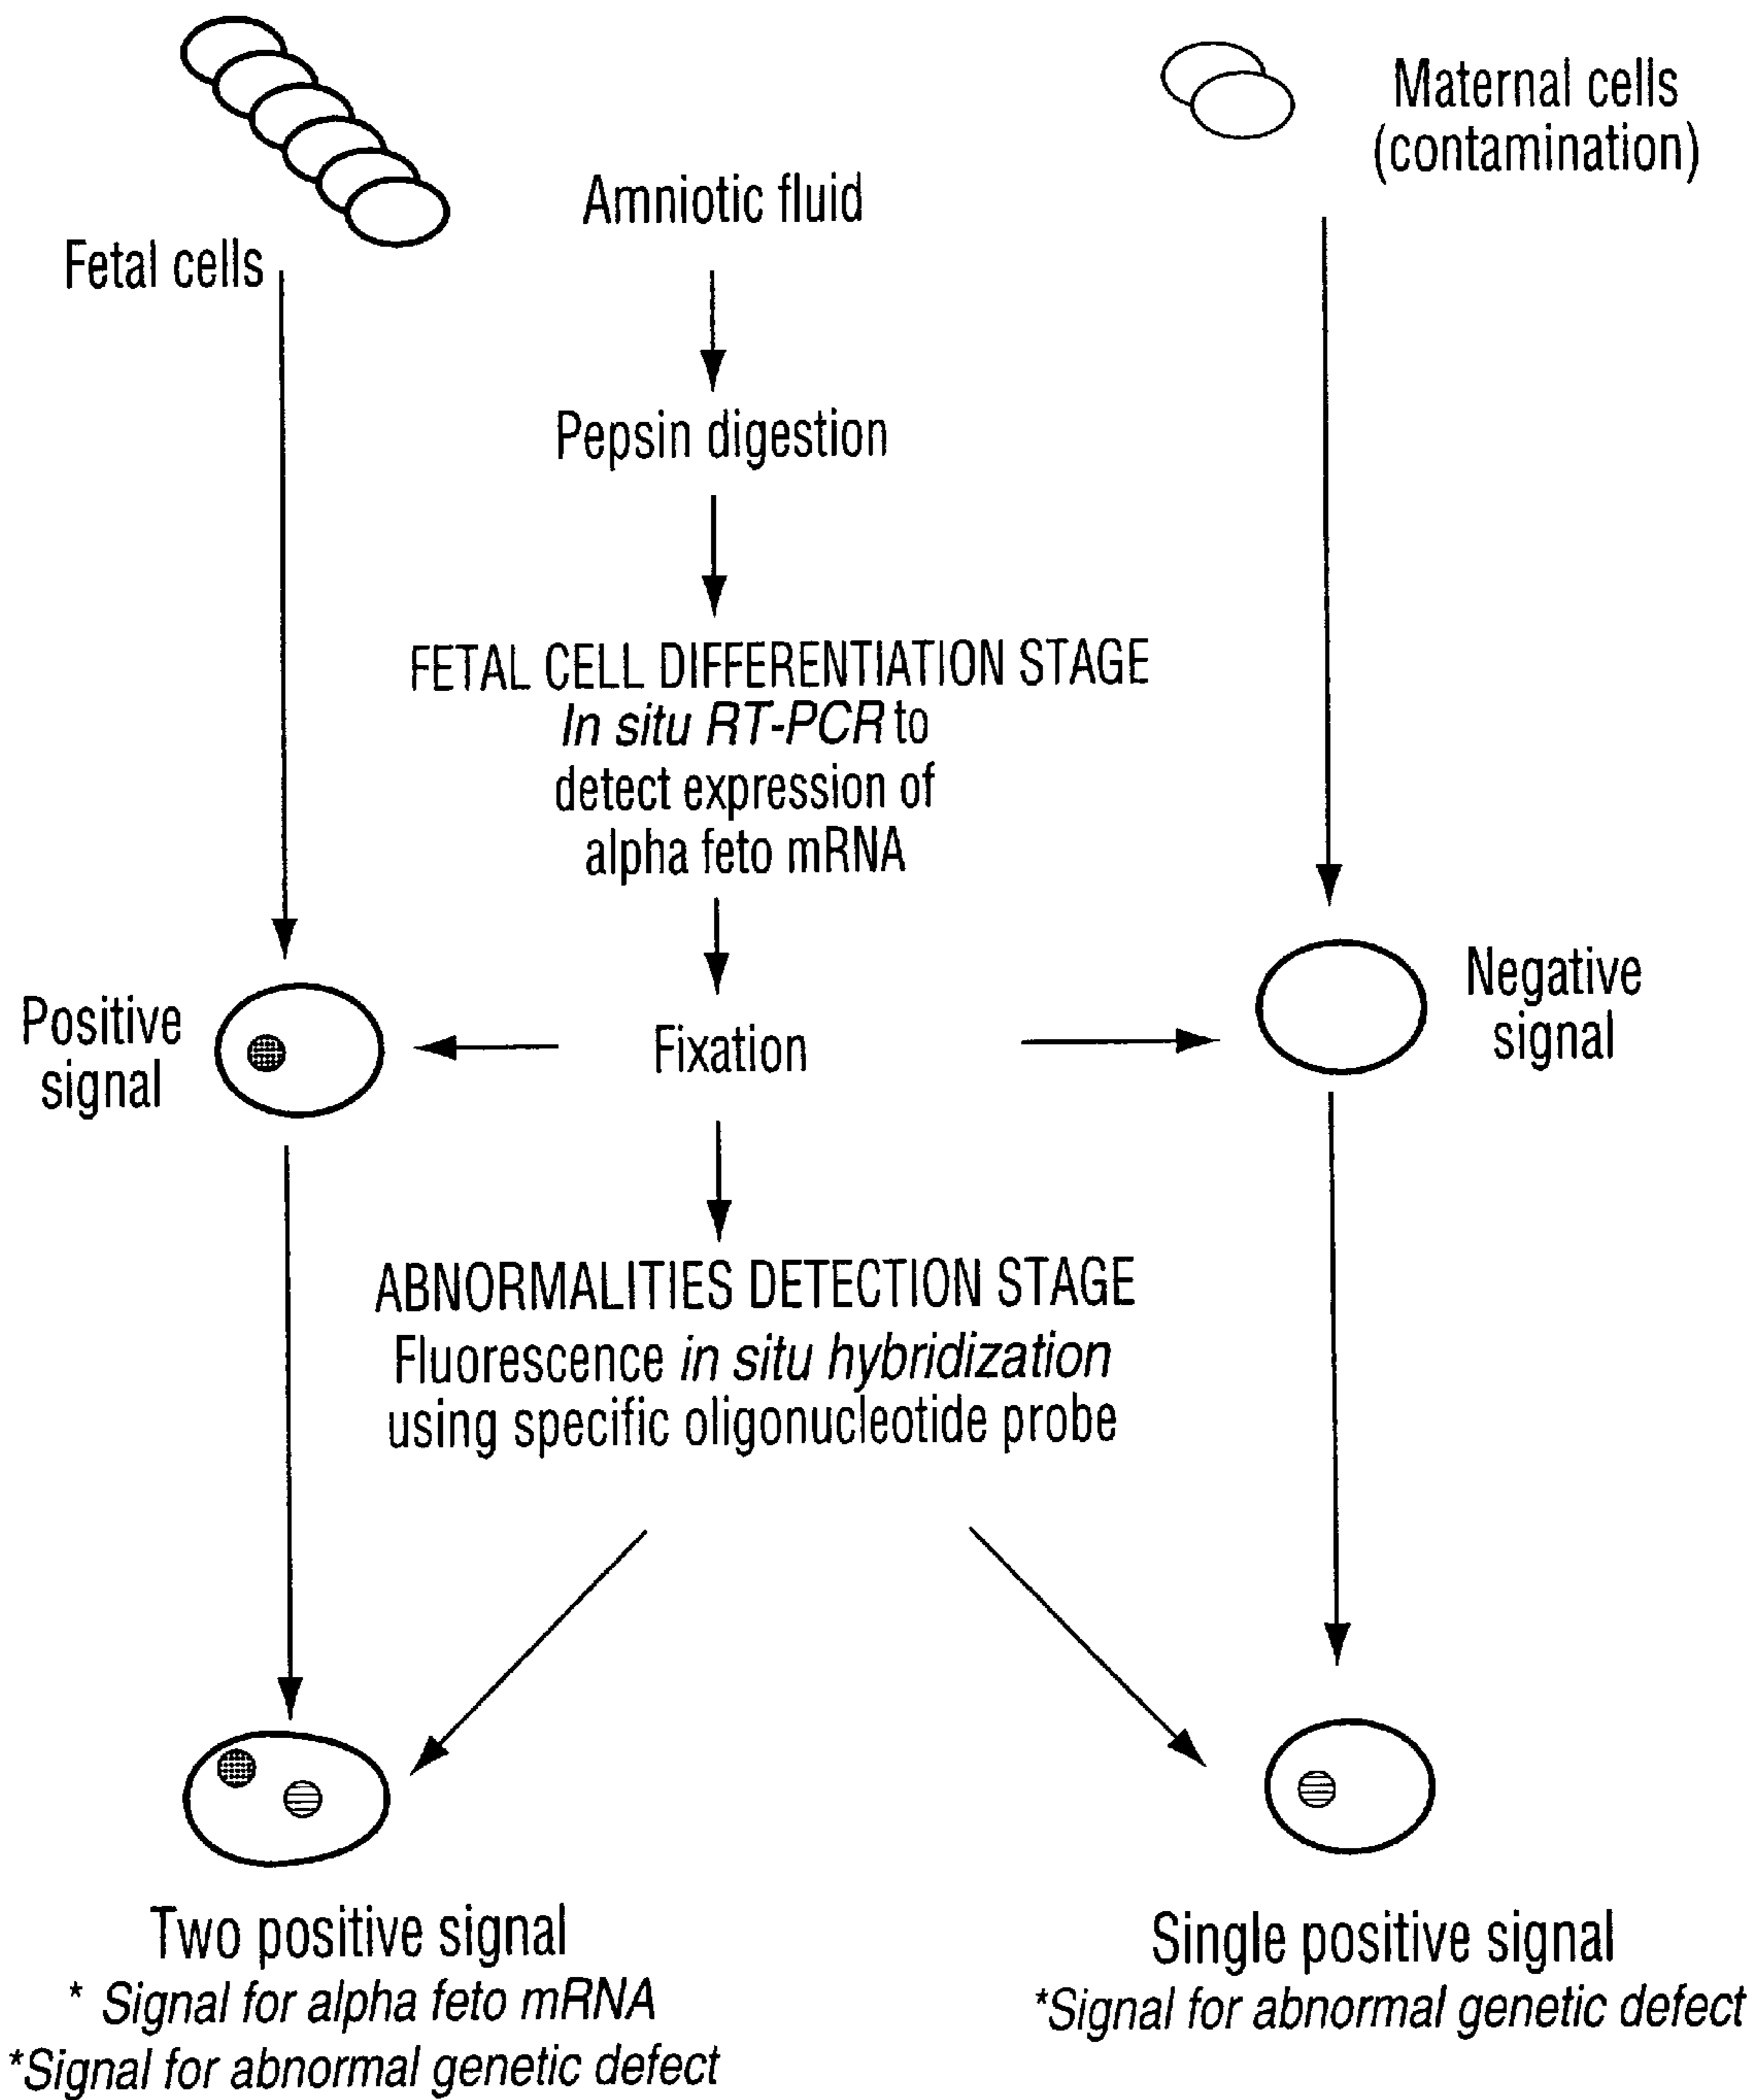 Maternal cells
(contamination)
Amniotic fluid
Fetal cells
Pepsin digestion
FETAL CELL DIFFERENTIATION STAGE
In situ RT-PCR to
detect expression of
alpha feto mRNA
Positive
signal
Fixation
Negative
signal
ABNORMALITIES DETECTION STAGE
Fluorescence in situ hybridization
using specific oligonucleotide probe
Two positive signal
* Signal for alpha feto mRNA
*Signal for abnormal genetic defect
Single positive signal
*Signal for abnormal genetic defect